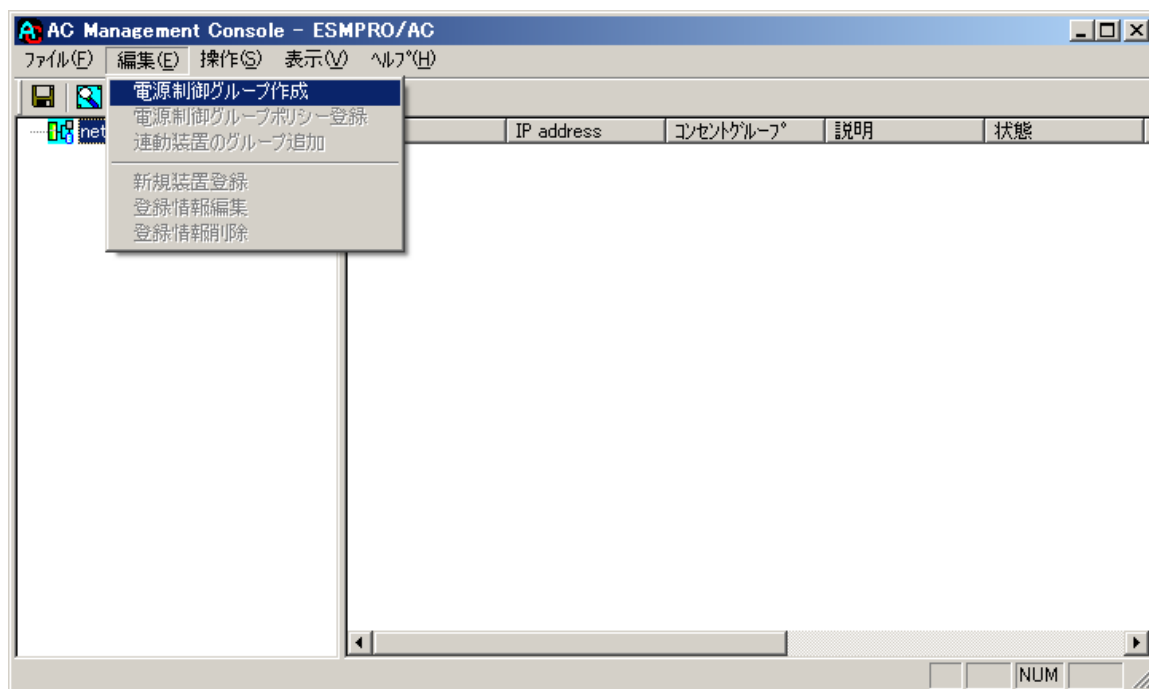 AC Management Console - ESMPRO/AC
ファイル(F) 編集(E) 操作(S) 表示(V) ヘルプ(H)
電源制御グループ作成
電源制御グループポリシー登録
連動装置のグループ追加
新規装置登録
登録情報編集
登録情報削除
net
IP address コンセントグループ 説明 状態
NUM